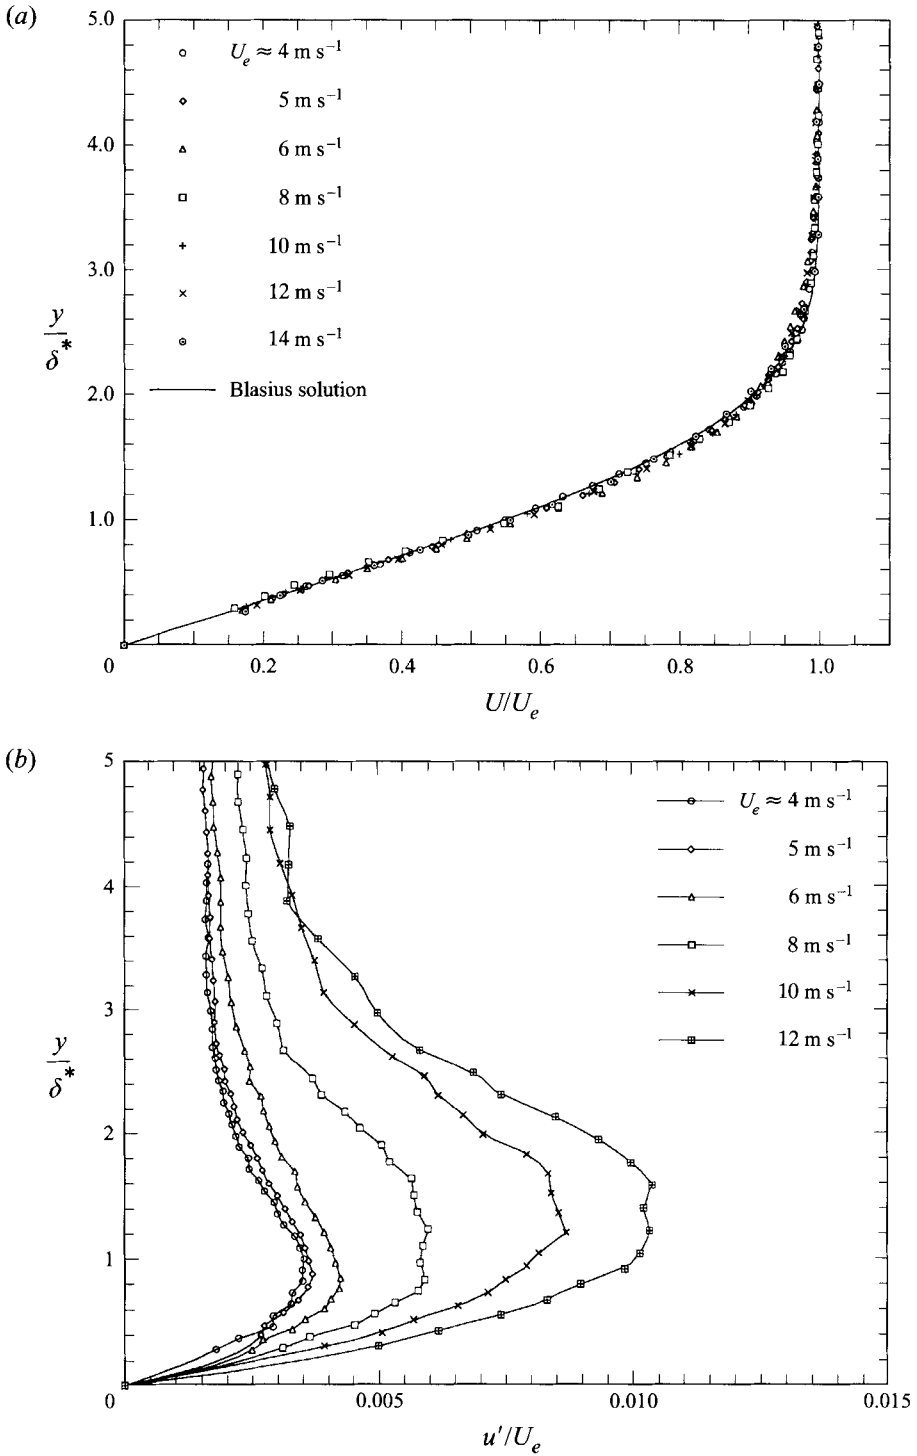 (a)
5.0
4.0
3.0
2.0
1.0
0
y/δ*
U_e ≈ 4 m s⁻¹
5 m s⁻¹
6 m s⁻¹
8 m s⁻¹
10 m s⁻¹
12 m s⁻¹
14 m s⁻¹
Blasius solution
0.2 0.4 0.6 0.8 1.0
U/U_e
(b)
5
4
3
2
1
0
y/δ*
U_e ≈ 4 m s⁻¹
5 m s⁻¹
6 m s⁻¹
8 m s⁻¹
10 m s⁻¹
12 m s⁻¹
0.005 0.010 0.015
u'/U_e